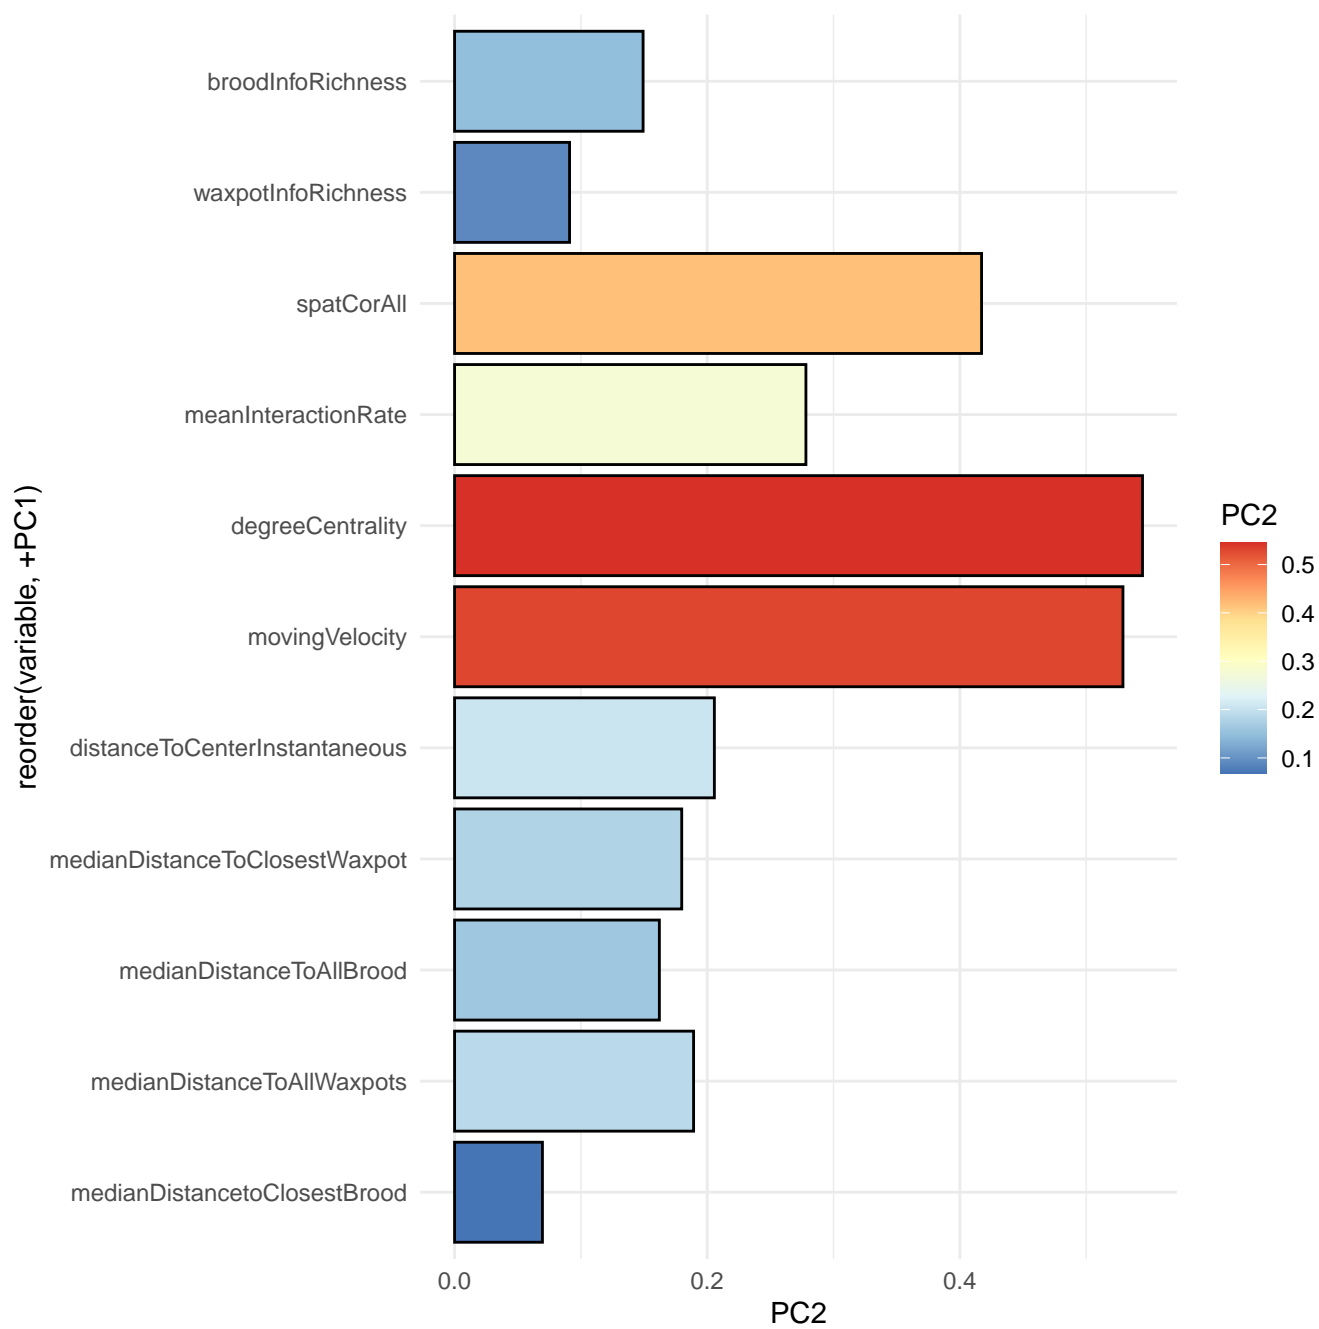 broodInfoRichness
waxpotInfoRichness
spatCorAll
meanInteractionRate
degreeCentrality
movingVelocity
distanceToCenterInstantaneous
medianDistanceToClosestWaxpot
medianDistanceToAllBrood
medianDistanceToAllWaxpots
medianDistancetoClosestBrood
reorder(variable, +PC1)
0.0 0.2 0.4
PC2
PC2
0.5
0.4
0.3
0.2
0.1